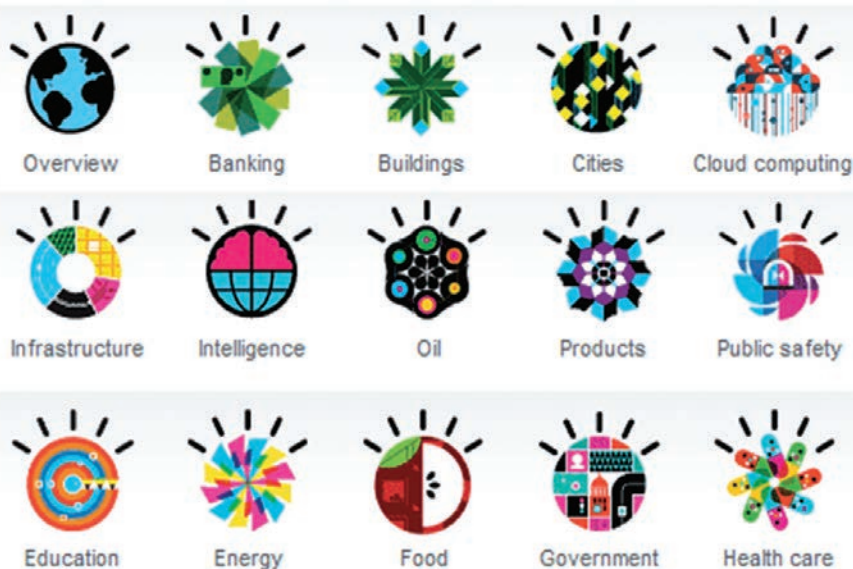 Overview Banking Buildings Cities Cloud computing
Infrastructure Intelligence Oil Products Public safety
Education Energy Food Government Health care